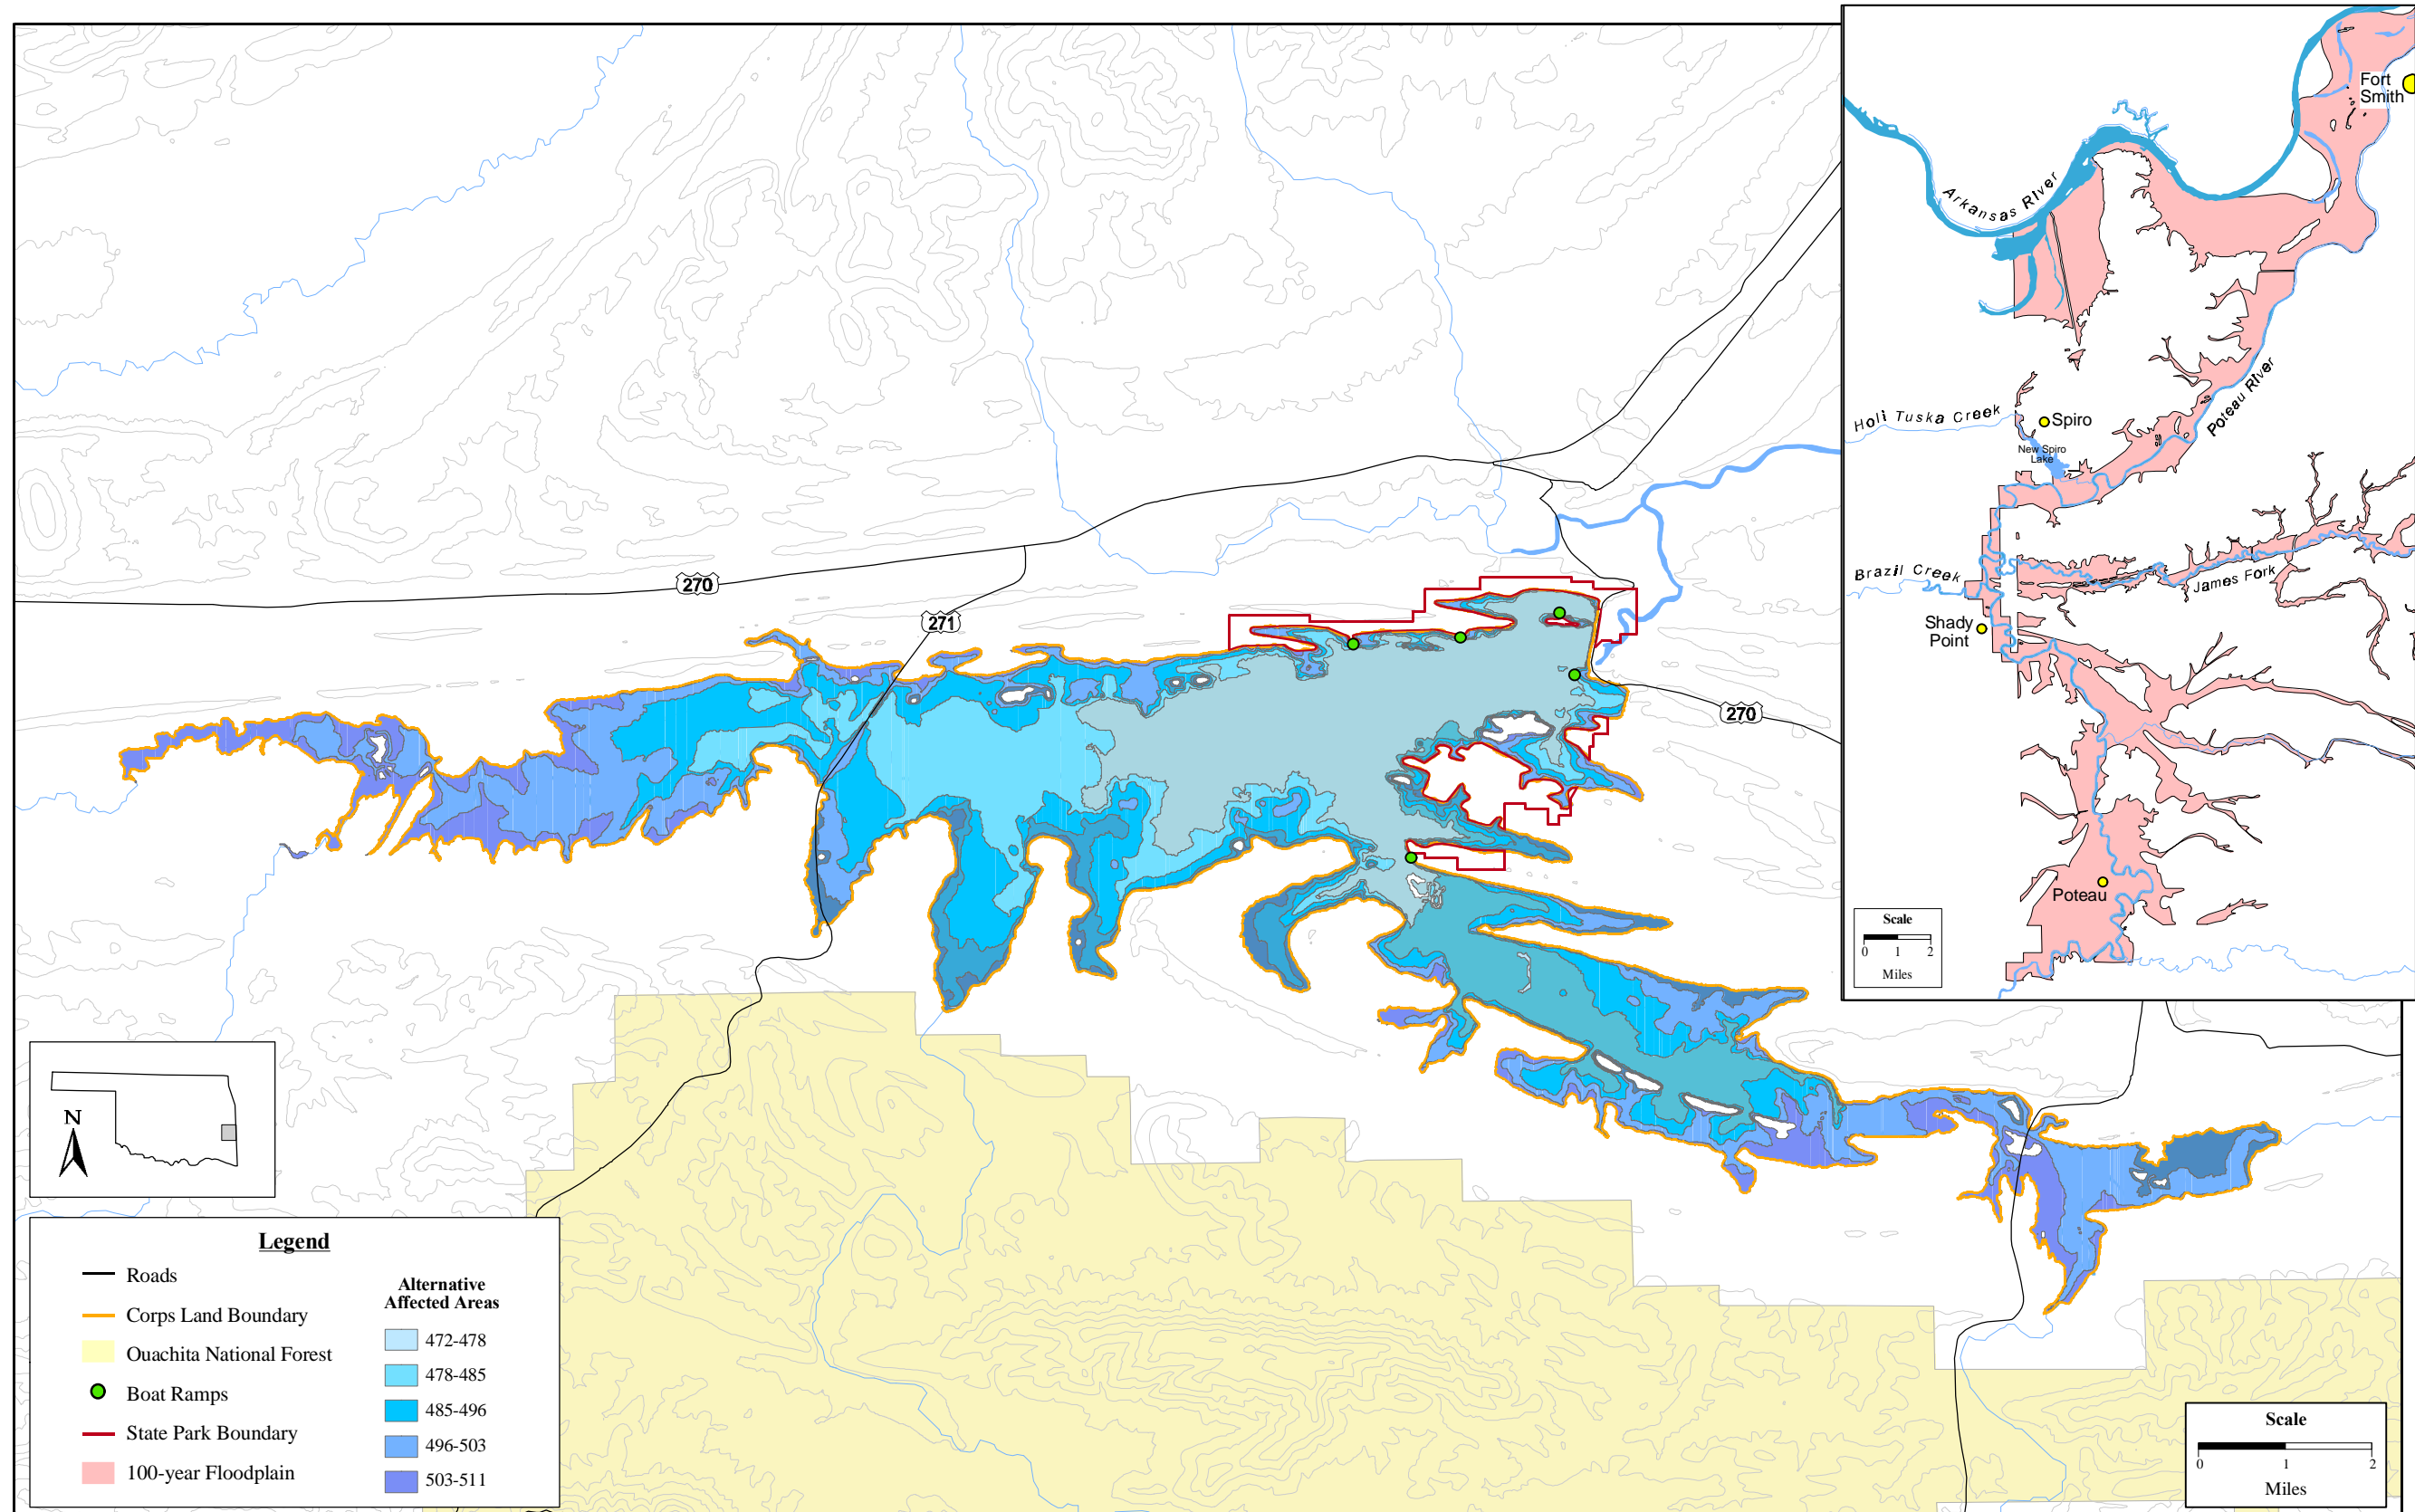 Fort
Smith
Arkansas River
Holi Tuska Creek
Spiro
New Spiro
Lake
Poteau River
Brazil Creek
James Fork
Shady
Point
Poteau
Scale
0 1 2
Miles
270
271
270
N
Legend
Roads
Corps Land Boundary
Ouachita National Forest
Boat Ramps
State Park Boundary
100-year Floodplain
Alternative
Affected Areas
472-478
478-485
485-496
496-503
503-511
Scale
0 1 2
Miles